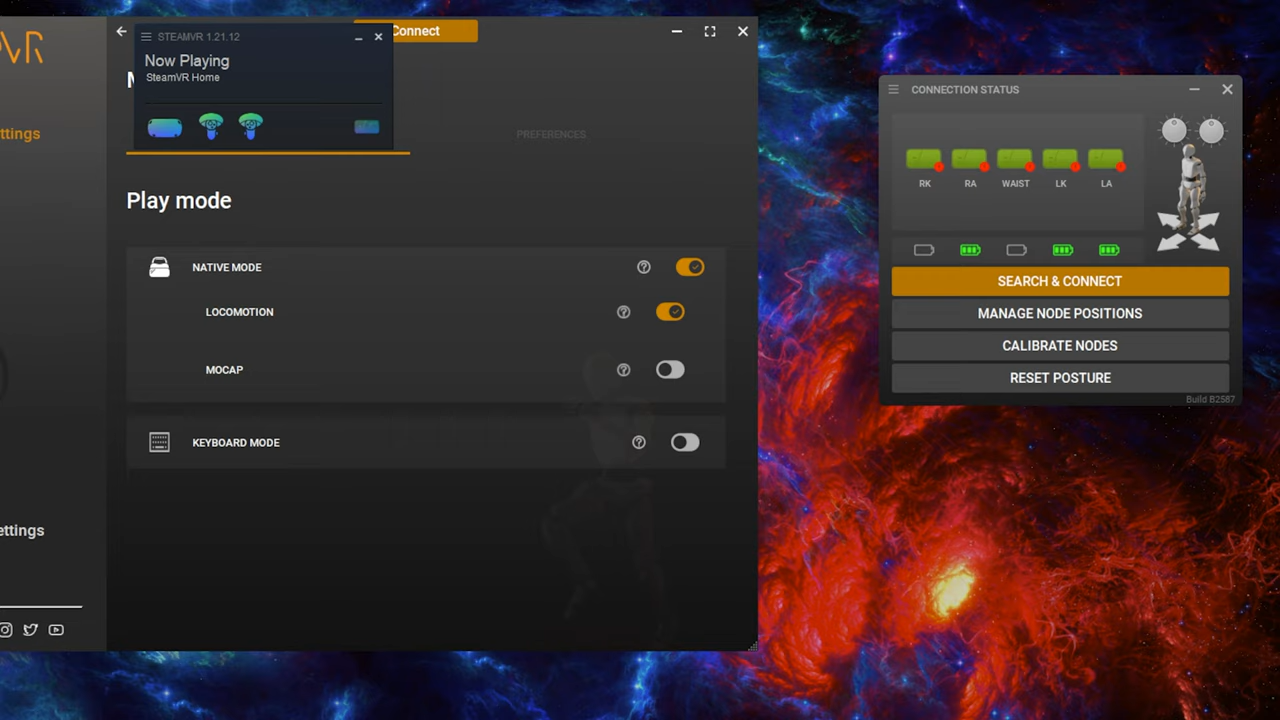 VR
ttings
ettings
Connect
STEAMVR 1.21.12
Now Playing
SteamVR Home
M
PREFERENCES
Play mode
NATIVE MODE
LOCOMOTION
MOCAP
KEYBOARD MODE
CONNECTION STATUS
RK RA WAIST LK LA
SEARCH & CONNECT
MANAGE NODE POSITIONS
CALIBRATE NODES
RESET POSTURE
Build B2587